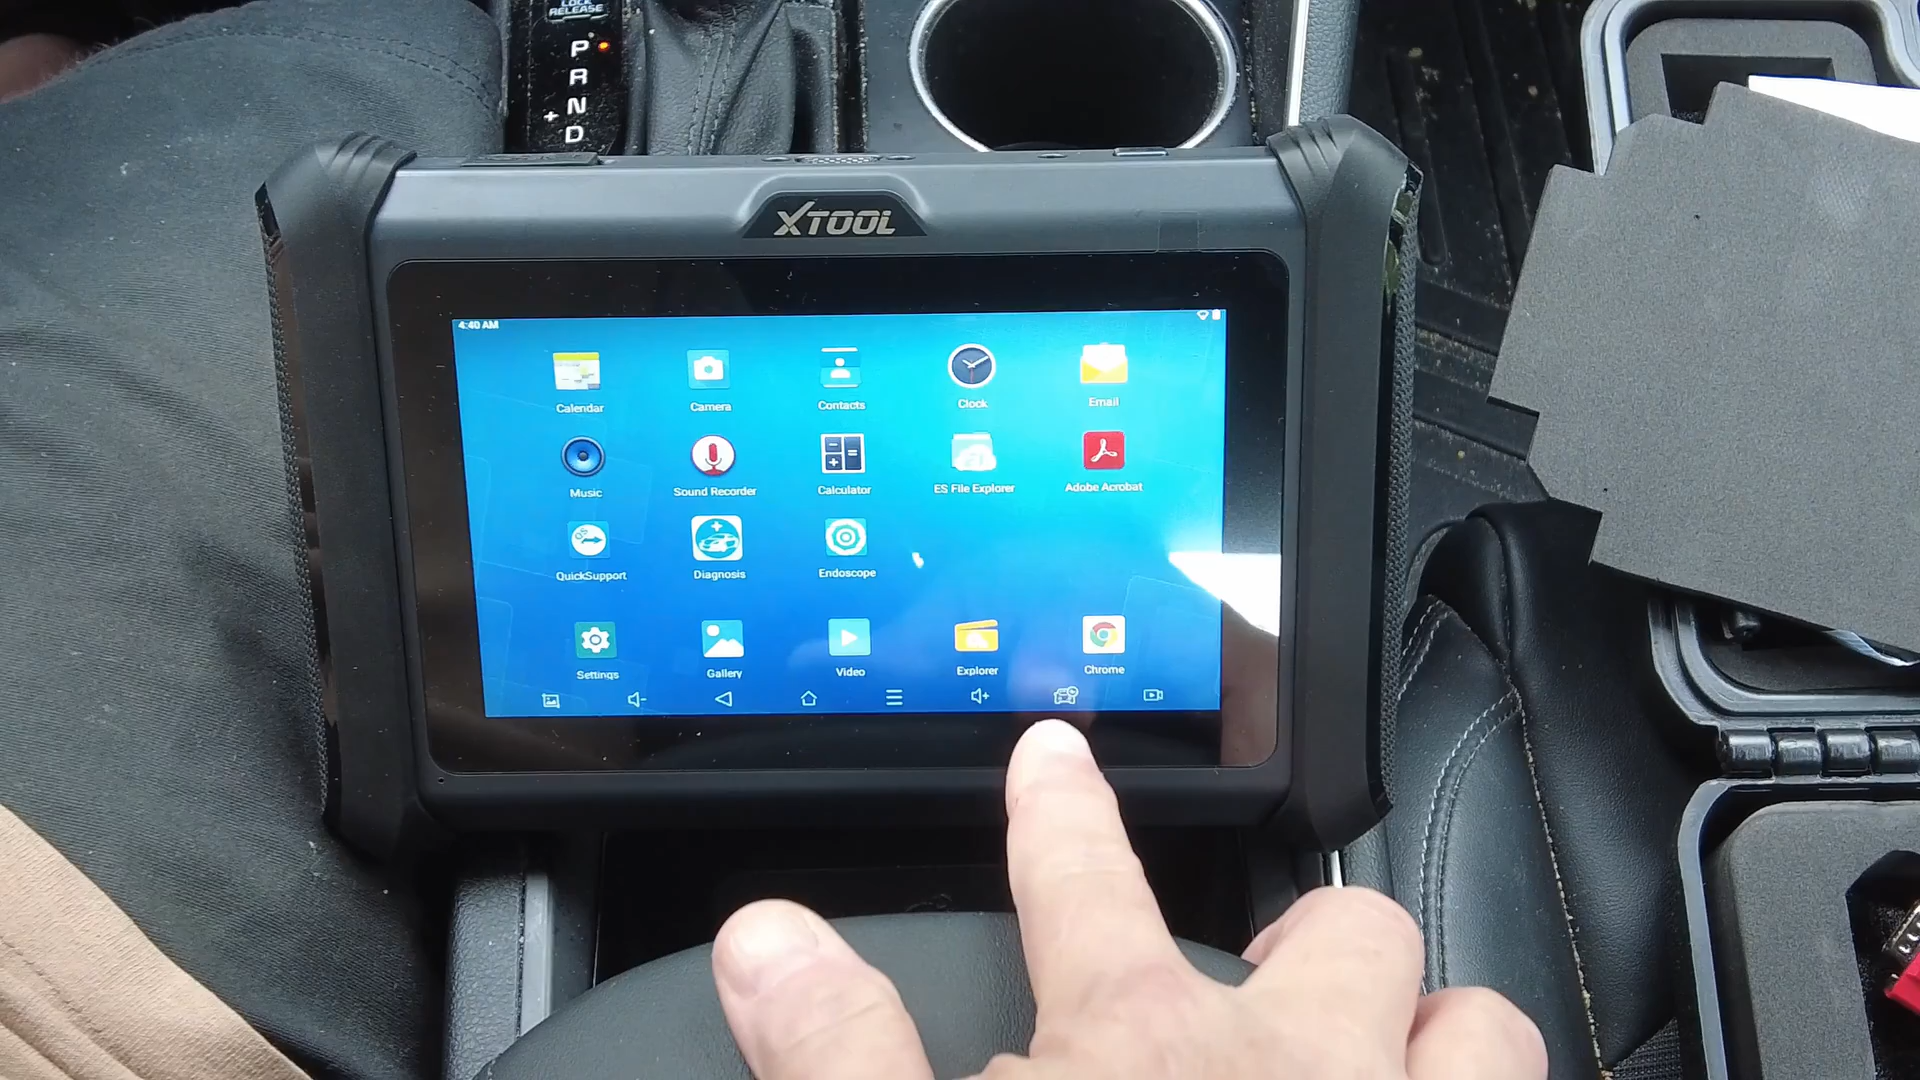 LOCK
RELEASE
P
R
N
+
D
XTOOL
4:40 AM
Calendar
Camera
Contacts
Clock
Email
Music
Sound Recorder
Calculator
ES File Explorer
Adobe Acrobat
QuickSupport
Diagnosis
Endoscope
Settings
Gallery
Video
Explorer
Chrome